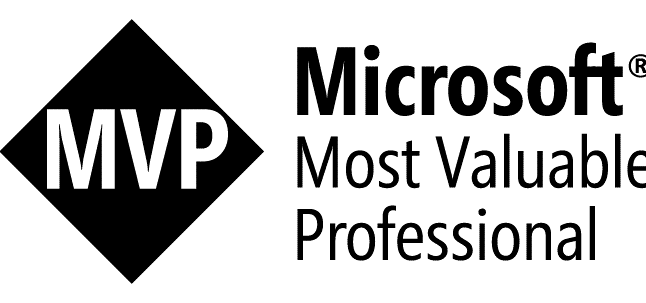 MVP
Microsoft®
Most Valuable
Professional